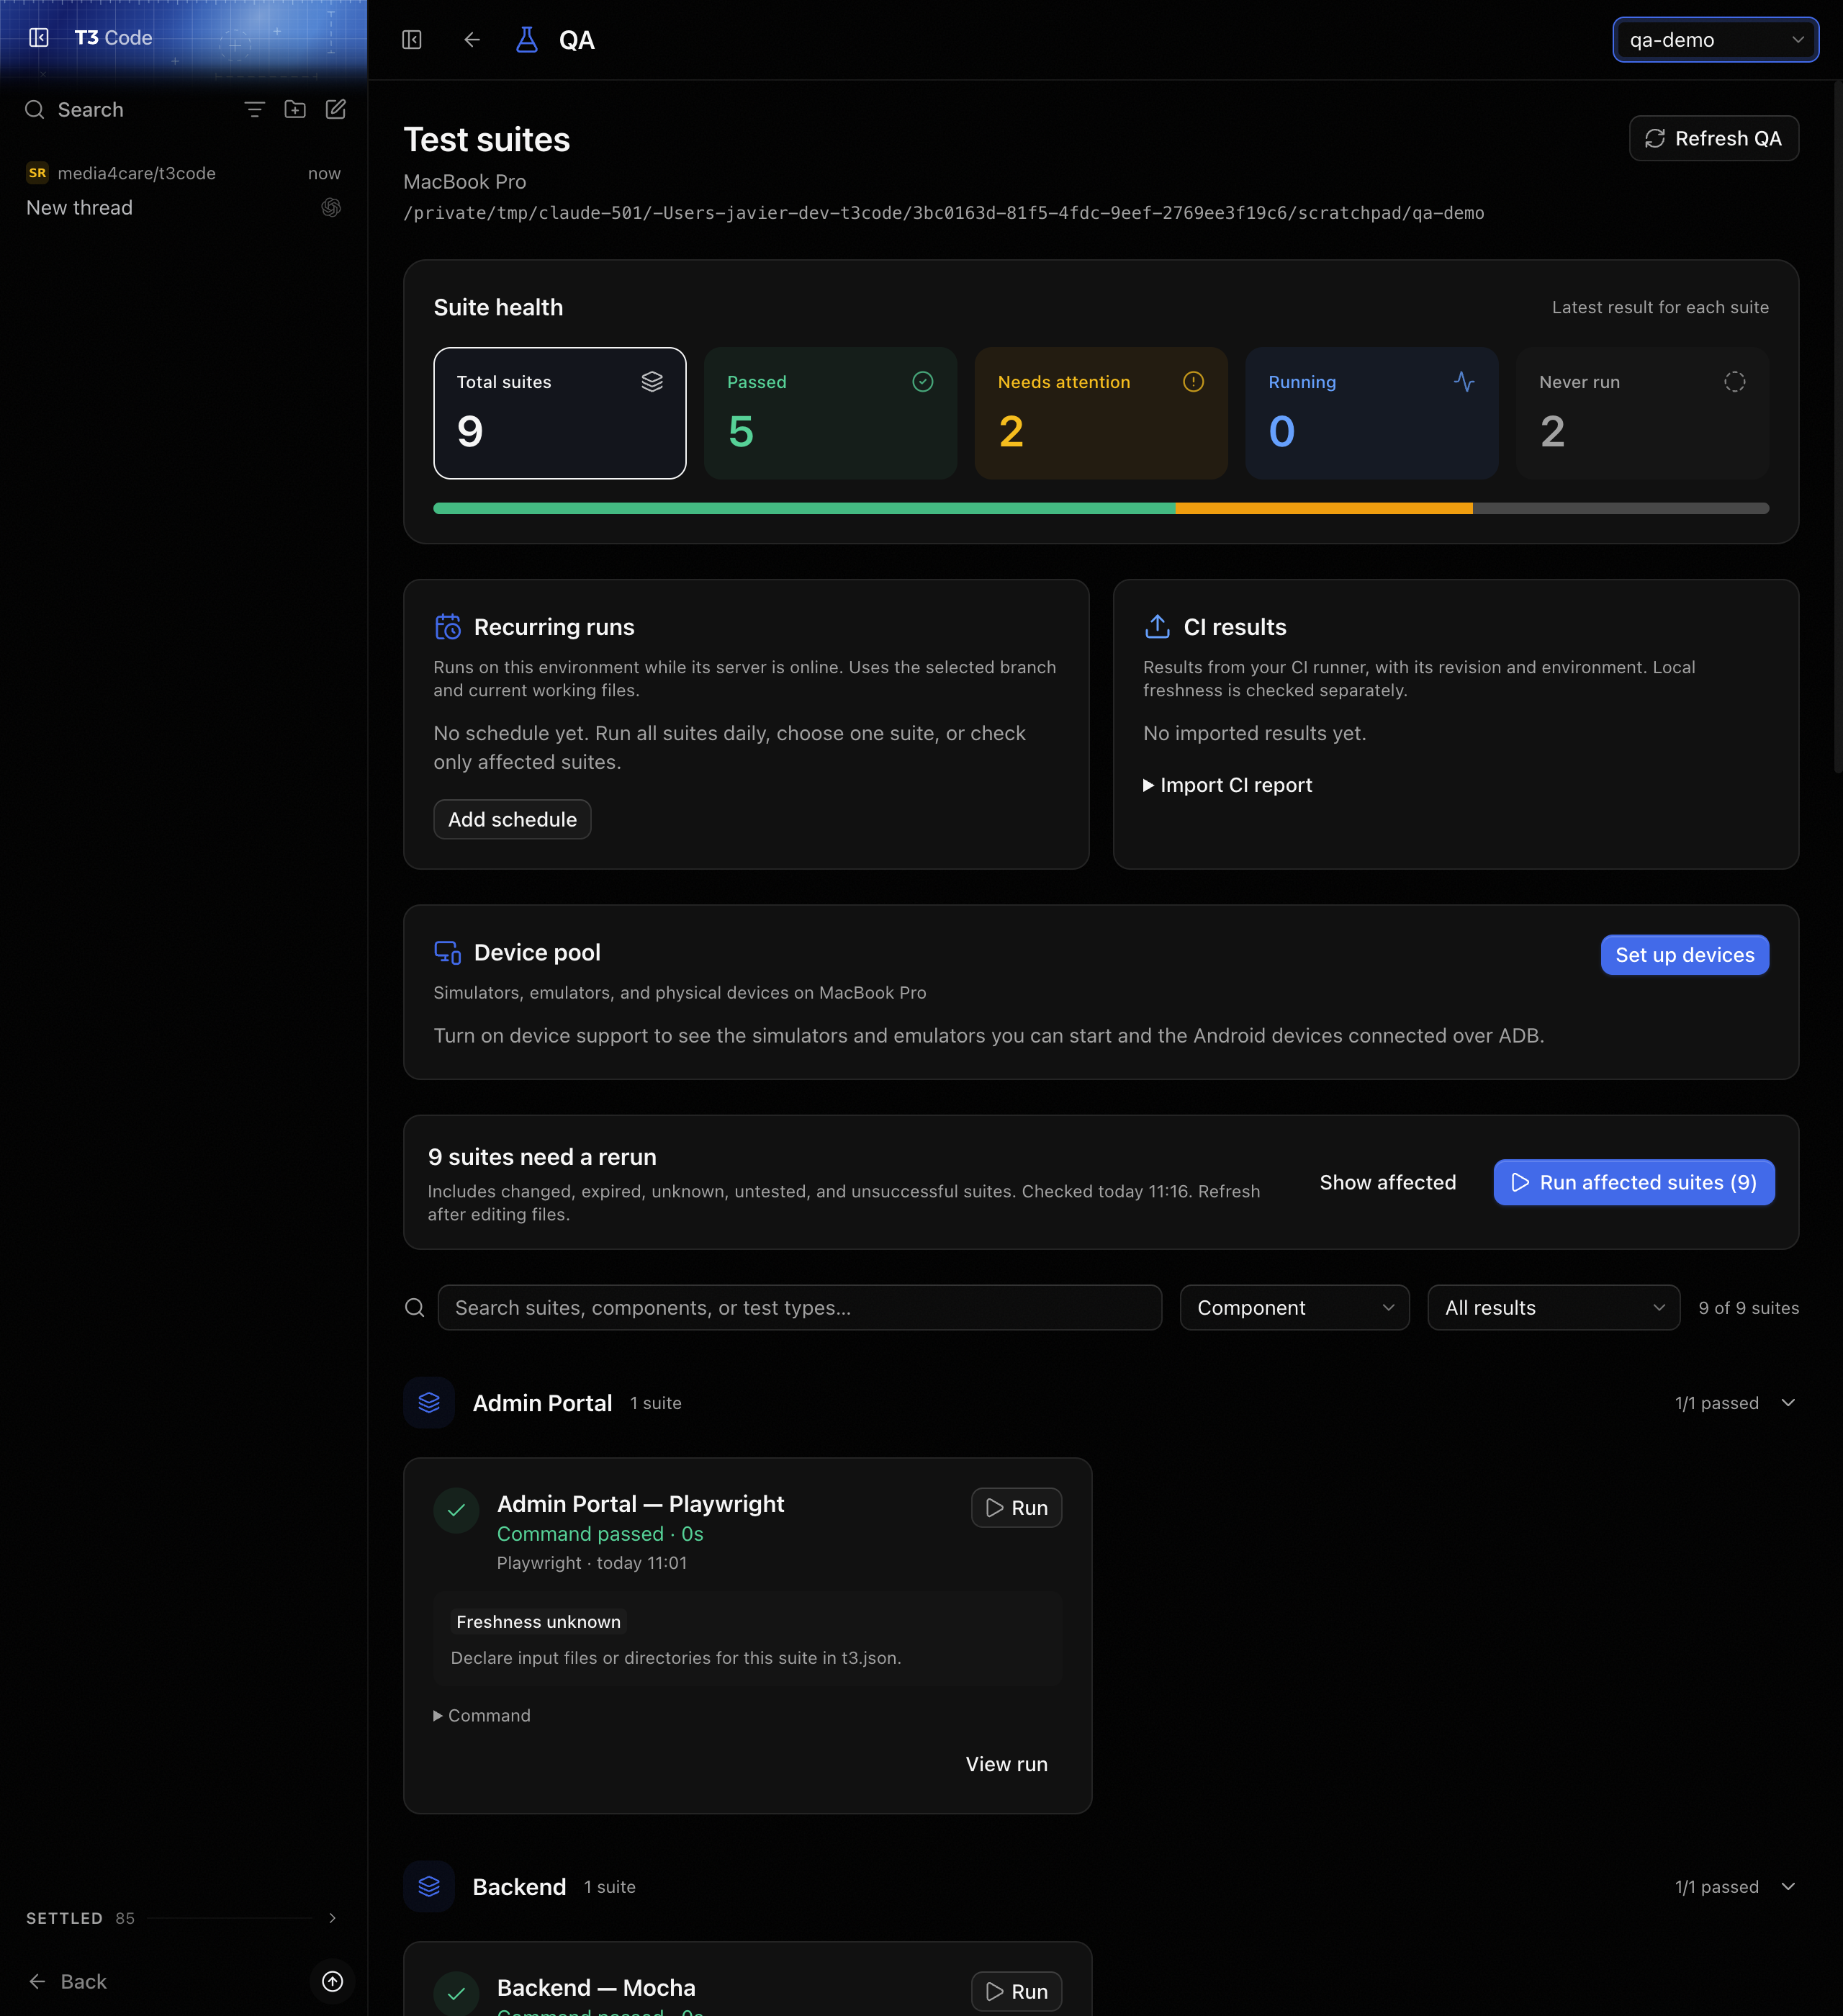 T3 Code
Search
SR media4care/t3code now
New thread
SETTLED 85
Back
QA
qa-demo
Test suites
Refresh QA
MacBook Pro
/private/tmp/claude-501/-Users-javier-dev-t3code/3bc0163d-81f5-4fdc-9eef-2769ee3f19c6/scratchpad/qa-demo
Suite health
Latest result for each suite
Total suites
9
Passed
5
Needs attention
2
Running
0
Never run
2
Recurring runs
Runs on this environment while its server is online. Uses the selected branch
and current working files.
No schedule yet. Run all suites daily, choose one suite, or check
only affected suites.
Add schedule
CI results
Results from your CI runner, with its revision and environment. Local
freshness is checked separately.
No imported results yet.
Import CI report
Device pool
Set up devices
Simulators, emulators, and physical devices on MacBook Pro
Turn on device support to see the simulators and emulators you can start and the Android devices connected over ADB.
9 suites need a rerun
Includes changed, expired, unknown, untested, and unsuccessful suites. Checked today 11:16. Refresh
after editing files.
Show affected
Run affected suites (9)
Search suites, components, or test types...
Component
All results
9 of 9 suites
Admin Portal 1 suite
1/1 passed
Admin Portal — Playwright
Run
Command passed · 0s
Playwright · today 11:01
Freshness unknown
Declare input files or directories for this suite in t3.json.
Command
View run
Backend 1 suite
1/1 passed
Backend — Mocha
Run
Command passed · 0s